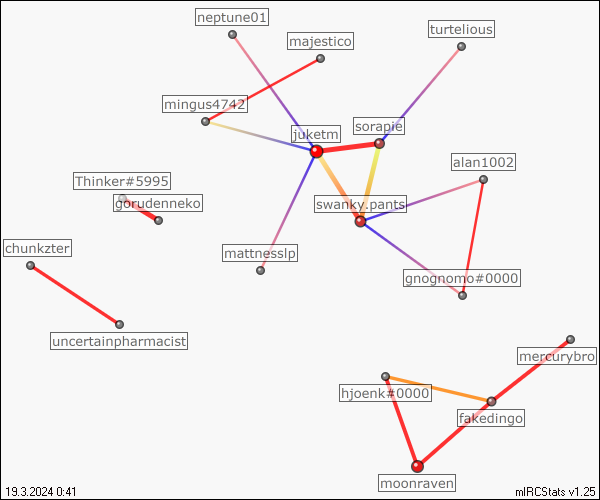 neptune01
turtelious
majestico
mingus4742
sorapie
juketm
alan1002
Thinker#5995
gorudenneko
swanky.pants
chunkzter
mattnesslp
gnognomo#0000
uncertainpharmacist
mercurybro
hjoenk#0000
fakedingo
moonraven
19.3.2024 0:41
mIRCStats v1.25